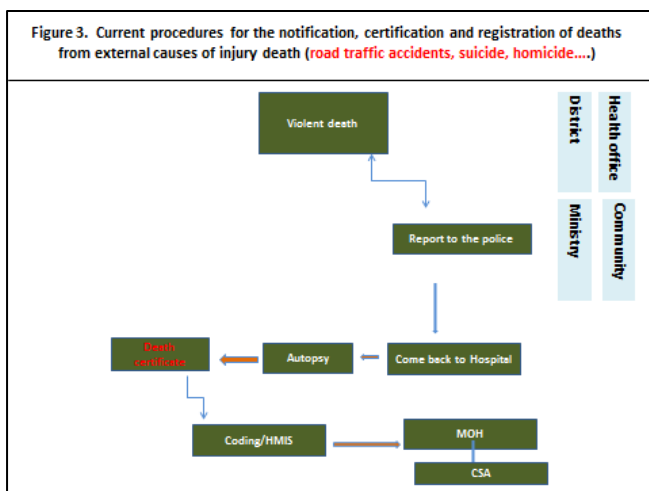 Figure 3. Current procedures for the notification, certification and registration of deaths
from external causes of injury death (road traffic accidents, suicide, homicide....)
Violent death
District
Health office
Ministry
Community
Report to the police
Death
certificate
Autopsy
Come back to Hospital
Coding/HMIS
MOH
CSA